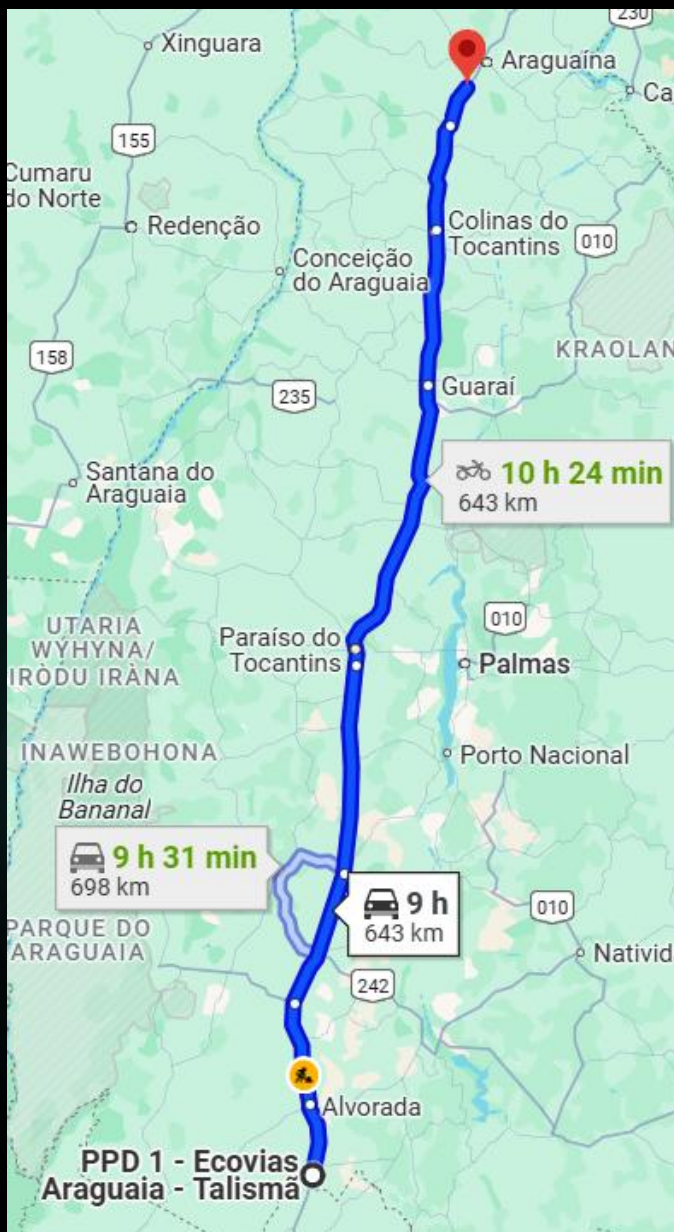 230
Xinguara
Araguaína
Ca
155
Cumaru
do Norte
Redenção
Colinas do
Tocantins
010
Conceição
do Araguaia
KRAOLAN
158
235
Guaraí
Santana do
Araguaia
10 h 24 min
643 km
UTARIA
WYHYNA/
IRÒDU IRÀNA
010
Paraíso do
Tocantins
Palmas
INAWEBOHONA
Ilha do
Bananal
Porto Nacional
9 h 31 min
698 km
9 h
643 km
010
PARQUE DO
ARAGUAIA
Nativid
242
Alvorada
PPD 1 - Ecovias
Araguaia - Talismã